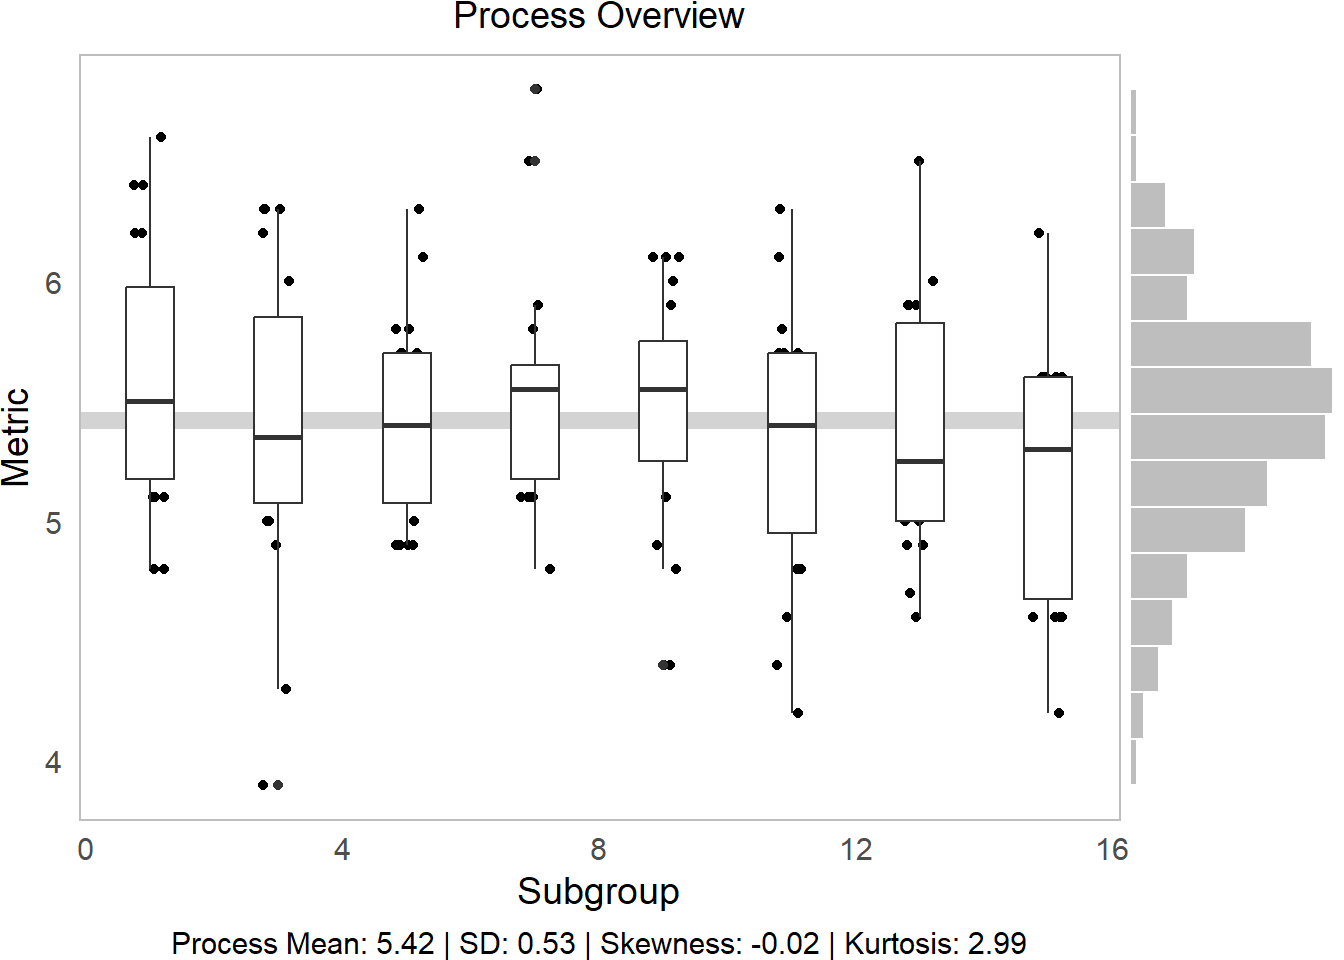 Process Overview
Metric
6
5
4
0 4 8 12 16
Subgroup
Process Mean: 5.42 | SD: 0.53 | Skewness: -0.02 | Kurtosis: 2.99